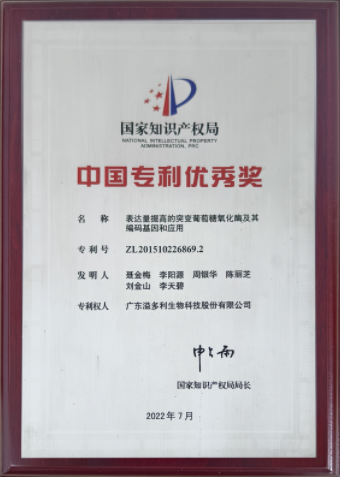 国家知识产权局
NATIONAL INTELLECTUAL PROPERTY
ADMINISTRATION, PRC
中国专利优秀奖
名 称 表达量提高的突变葡萄糖氧化酶及其
编码基因和应用
专 利 号 ZL201510226869.2
发 明 人 聂金梅 李阳源 周银华 陈丽芝
刘金山 李天碧
专利权人 广东溢多利生物科技股份有限公司
国家知识产权局局长
2022年7月